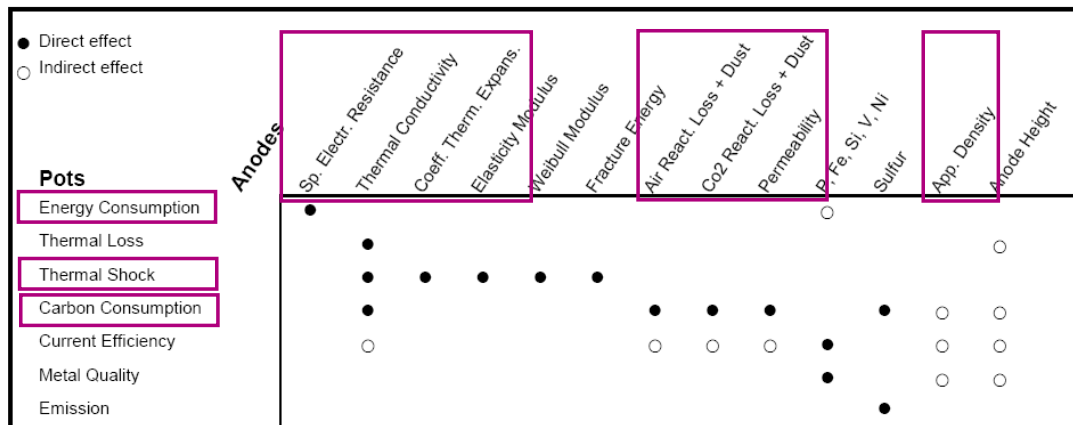 ● Direct effect
○ Indirect effect
Anodes
Sp. Electr. Resistance
Thermal Conductivity
Coeff. Therm. Expans.
Elasticity Modulus
Weibull Modulus
Fracture Energy
Air React. Loss + Dust
Co2 React. Loss + Dust
Permeability
P, Fe, Si, V, Ni
Sulfur
App. Density
Anode Height
Pots
Energy Consumption
Thermal Loss
Thermal Shock
Carbon Consumption
Current Efficiency
Metal Quality
Emission